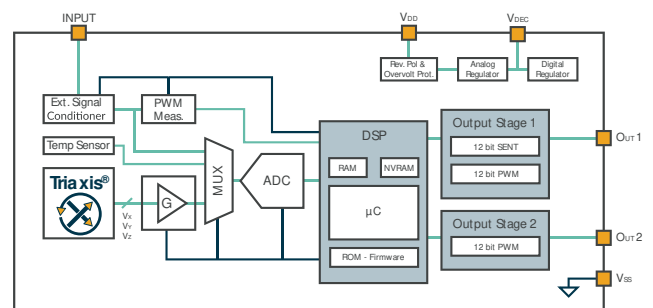 INPUT
VDD
VDEC
Rev. Pol &
Overvolt Prot.
Analog
Regulator
Digital
Regulator
Ext. Signal
Conditioner
PWM
Meas.
Temp Sensor
Triaxis®
VX
VY
VZ
G
MUX
ADC
DSP
RAM
NVRAM
µC
ROM - Firmware
Output Stage 1
12 bit SENT
12 bit PWM
Output Stage 2
12 bit PWM
OUT1
OUT2
VSS